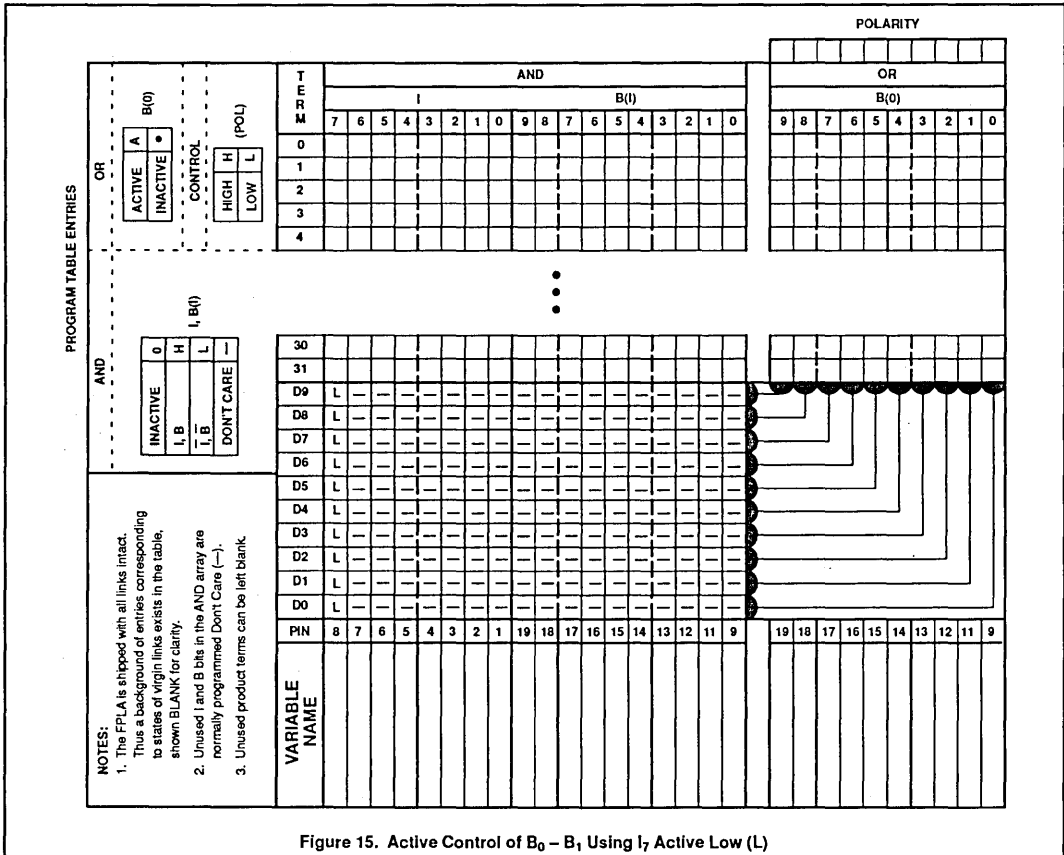 POLARITY
PROGRAM TABLE ENTRIES
AND
OR
INACTIVE 0
I, B H
I̅, B̅ L
DON'T CARE —
I, B(I)
ACTIVE A
INACTIVE •
B(0)
CONTROL
HIGH H
LOW L
(POL)
NOTES:
1. The FPLA is shipped with all links intact.
Thus a background of entries corresponding
to states of virgin links exists in the table,
shown BLANK for clarity.
2. Unused I and B bits in the AND array are
normally programmed Don't Care (—).
3. Unused product terms can be left blank.
TERM AND OR
I B(I) B(0)
7 6 5 4 3 2 1 0 9 8 7 6 5 4 3 2 1 0 9 8 7 6 5 4 3 2 1 0
0
1
2
3
4
30
31
D9 L — — — — — — — — — — — — — — — — —
D8 L — — — — — — — — — — — — — — — — —
D7 L — — — — — — — — — — — — — — — — —
D6 L — — — — — — — — — — — — — — — — —
D5 L — — — — — — — — — — — — — — — — —
D4 L — — — — — — — — — — — — — — — — —
D3 L — — — — — — — — — — — — — — — — —
D2 L — — — — — — — — — — — — — — — — —
D1 L — — — — — — — — — — — — — — — — —
D0 L — — — — — — — — — — — — — — — — —
PIN 8 7 6 5 4 3 2 1 19 18 17 16 15 14 13 12 11 9 19 18 17 16 15 14 13 12 11 9
VARIABLE
NAME
Figure 15. Active Control of B₀ – B₁ Using I₇ Active Low (L)